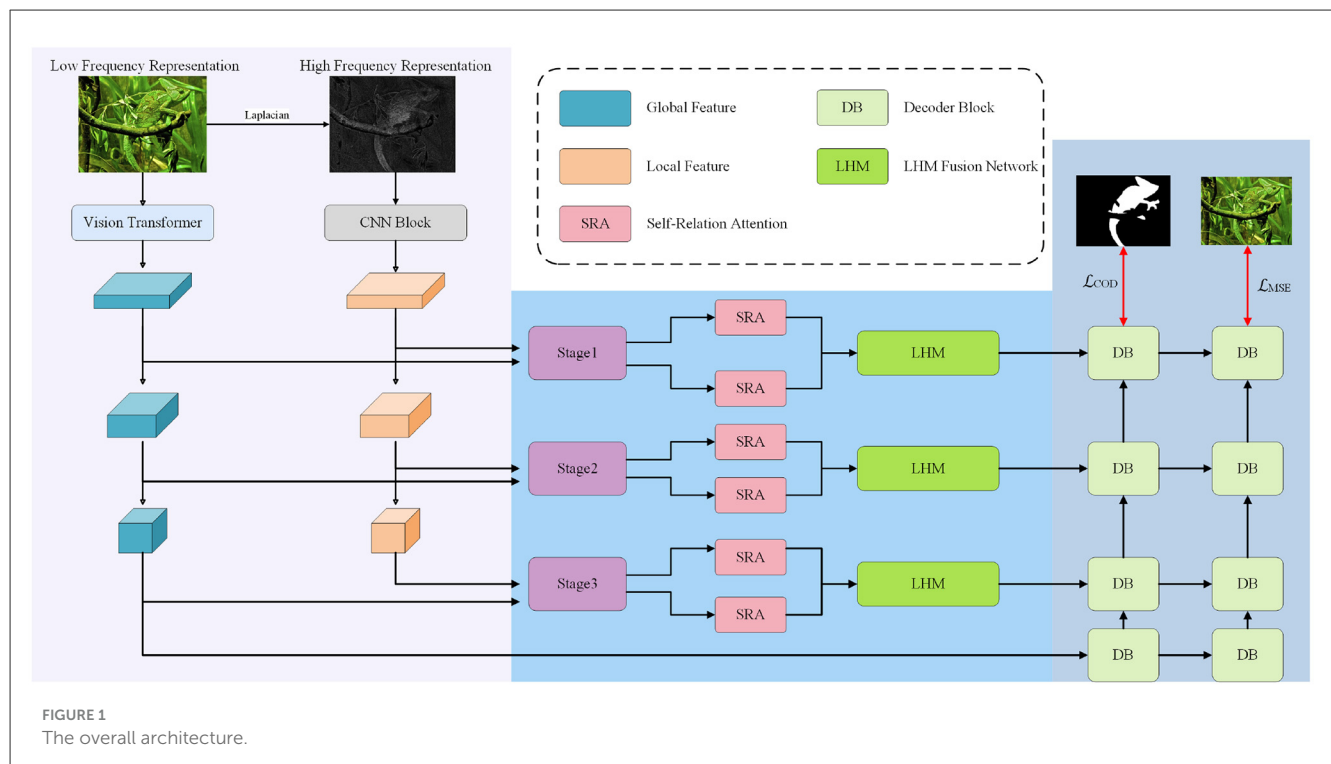 Low Frequency Representation
High Frequency Representation
Laplacian
Vision Transformer
CNN Block
Global Feature
Local Feature
SRA
Self-Relation Attention
DB
Decoder Block
LHM
LHM Fusion Network
Stage1
SRA
SRA
LHM
Stage2
SRA
SRA
LHM
Stage3
SRA
SRA
LHM
ℒCOD
ℒMSE
DB
DB
DB
DB
DB
DB
DB
DB
FIGURE 1
The overall architecture.